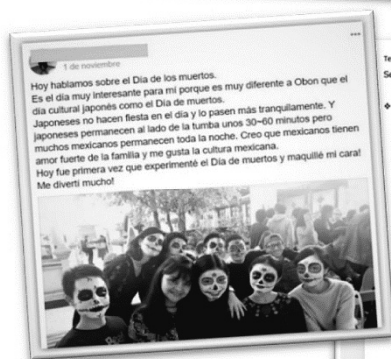 1 de noviembre
Hoy hablamos sobre el Día de los muertos.
Es el día muy interesante para mí porque es muy diferente a Obon que el
día cultural japonés como el Día de muertos.
Japoneses no hacen fiesta en el día y lo pasen más tranquilamente. Y
japoneses permanecen al lado de la tumba unos 30~60 minutos pero
muchos mexicanos permanecen toda la noche. Creo que mexicanos tienen
amor fuerte de la familia y me gusta la cultura mexicana.
Hoy fue primera vez que experimenté el Día de muertos y maquillé mi cara!
Me divertí mucho!